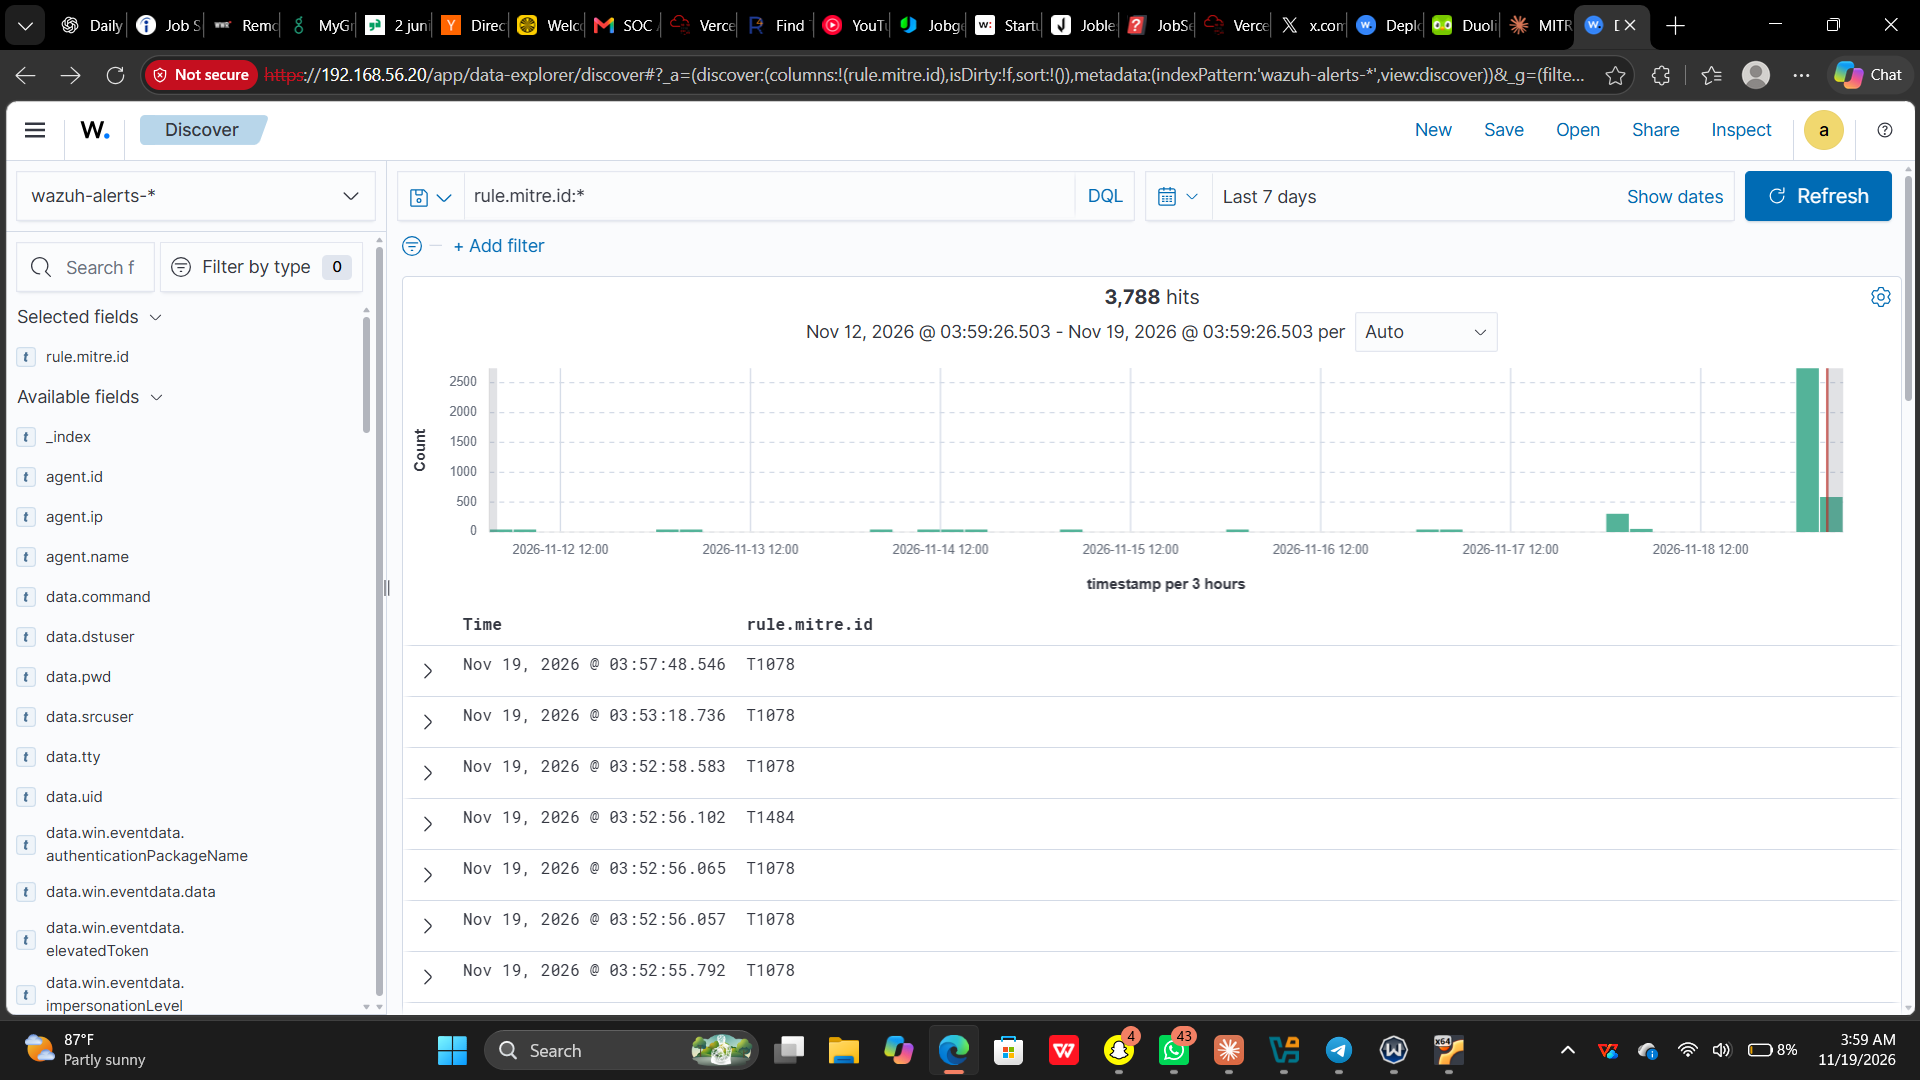 Daily
Job S
Remo
MyGr
2 juni
Direc
Welco
SOC
Verce
Find
YouTu
Jobge
Startu
Joble
JobSe
Verce
x.com
Deplo
Duoli
MITR
Not secure
https://192.168.56.20/app/data-explorer/discover#?_a=(discover:(columns:!(rule.mitre.id),isDirty:!f,sort:!()),metadata:(indexPattern:'wazuh-alerts-*',view:discover))&_g=(filte...
Chat
W.
Discover
New
Save
Open
Share
Inspect
a
wazuh-alerts-*
rule.mitre.id:*
DQL
Last 7 days
Show dates
Refresh
+ Add filter
Search f
Filter by type 0
Selected fields
t rule.mitre.id
Available fields
t _index
t agent.id
t agent.ip
t agent.name
t data.command
t data.dstuser
t data.pwd
t data.srcuser
t data.tty
t data.uid
t data.win.eventdata.
authenticationPackageName
t data.win.eventdata.data
t data.win.eventdata.
elevatedToken
t data.win.eventdata.
impersonationLevel
3,788 hits
Nov 12, 2026 @ 03:59:26.503 - Nov 19, 2026 @ 03:59:26.503 per
Auto
Count
2500
2000
1500
1000
500
0
2026-11-12 12:00
2026-11-13 12:00
2026-11-14 12:00
2026-11-15 12:00
2026-11-16 12:00
2026-11-17 12:00
2026-11-18 12:00
timestamp per 3 hours
Time rule.mitre.id
Nov 19, 2026 @ 03:57:48.546 T1078
Nov 19, 2026 @ 03:53:18.736 T1078
Nov 19, 2026 @ 03:52:58.583 T1078
Nov 19, 2026 @ 03:52:56.102 T1484
Nov 19, 2026 @ 03:52:56.065 T1078
Nov 19, 2026 @ 03:52:56.057 T1078
Nov 19, 2026 @ 03:52:55.792 T1078
87°F
Partly sunny
Search
4
43
x64
8%
3:59 AM
11/19/2026